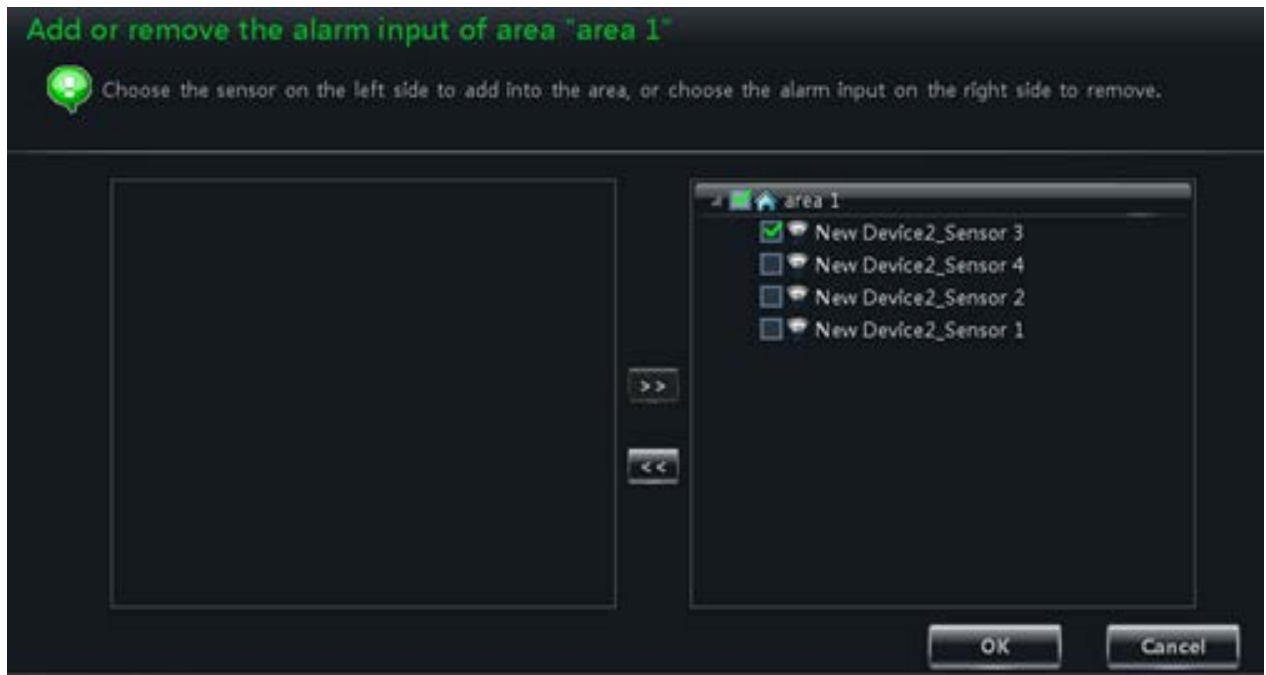 Add or remove the alarm input of area "area 1"
Choose the sensor on the left side to add into the area, or choose the alarm input on the right side to remove.
area 1
New Device2_Sensor 3
New Device2_Sensor 4
New Device2_Sensor 2
New Device2_Sensor 1
>>
<<
OK
Cancel